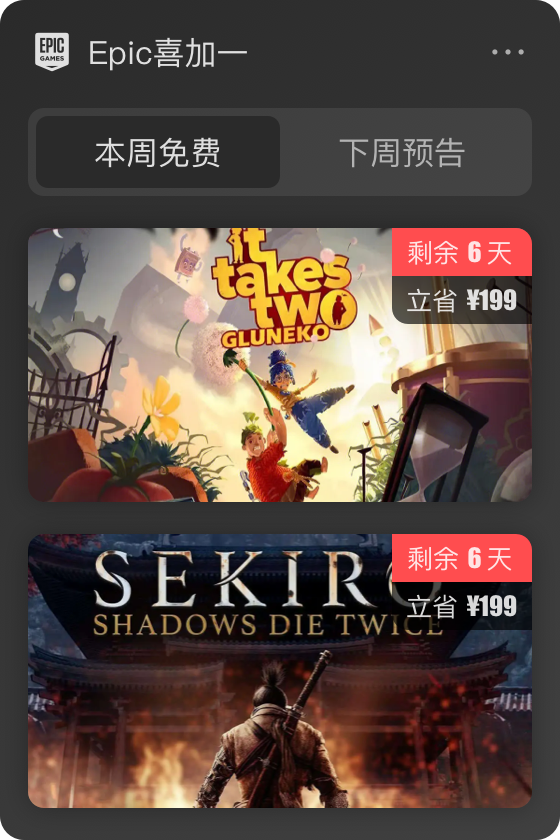 EPIC
GAMES
Epic喜加一
本周免费
下周预告
it
takes
two
GLUNEKO
剩余 6 天
立省 ¥199
SEKIRO
SHADOWS DIE TWICE
剩余 6 天
立省 ¥199